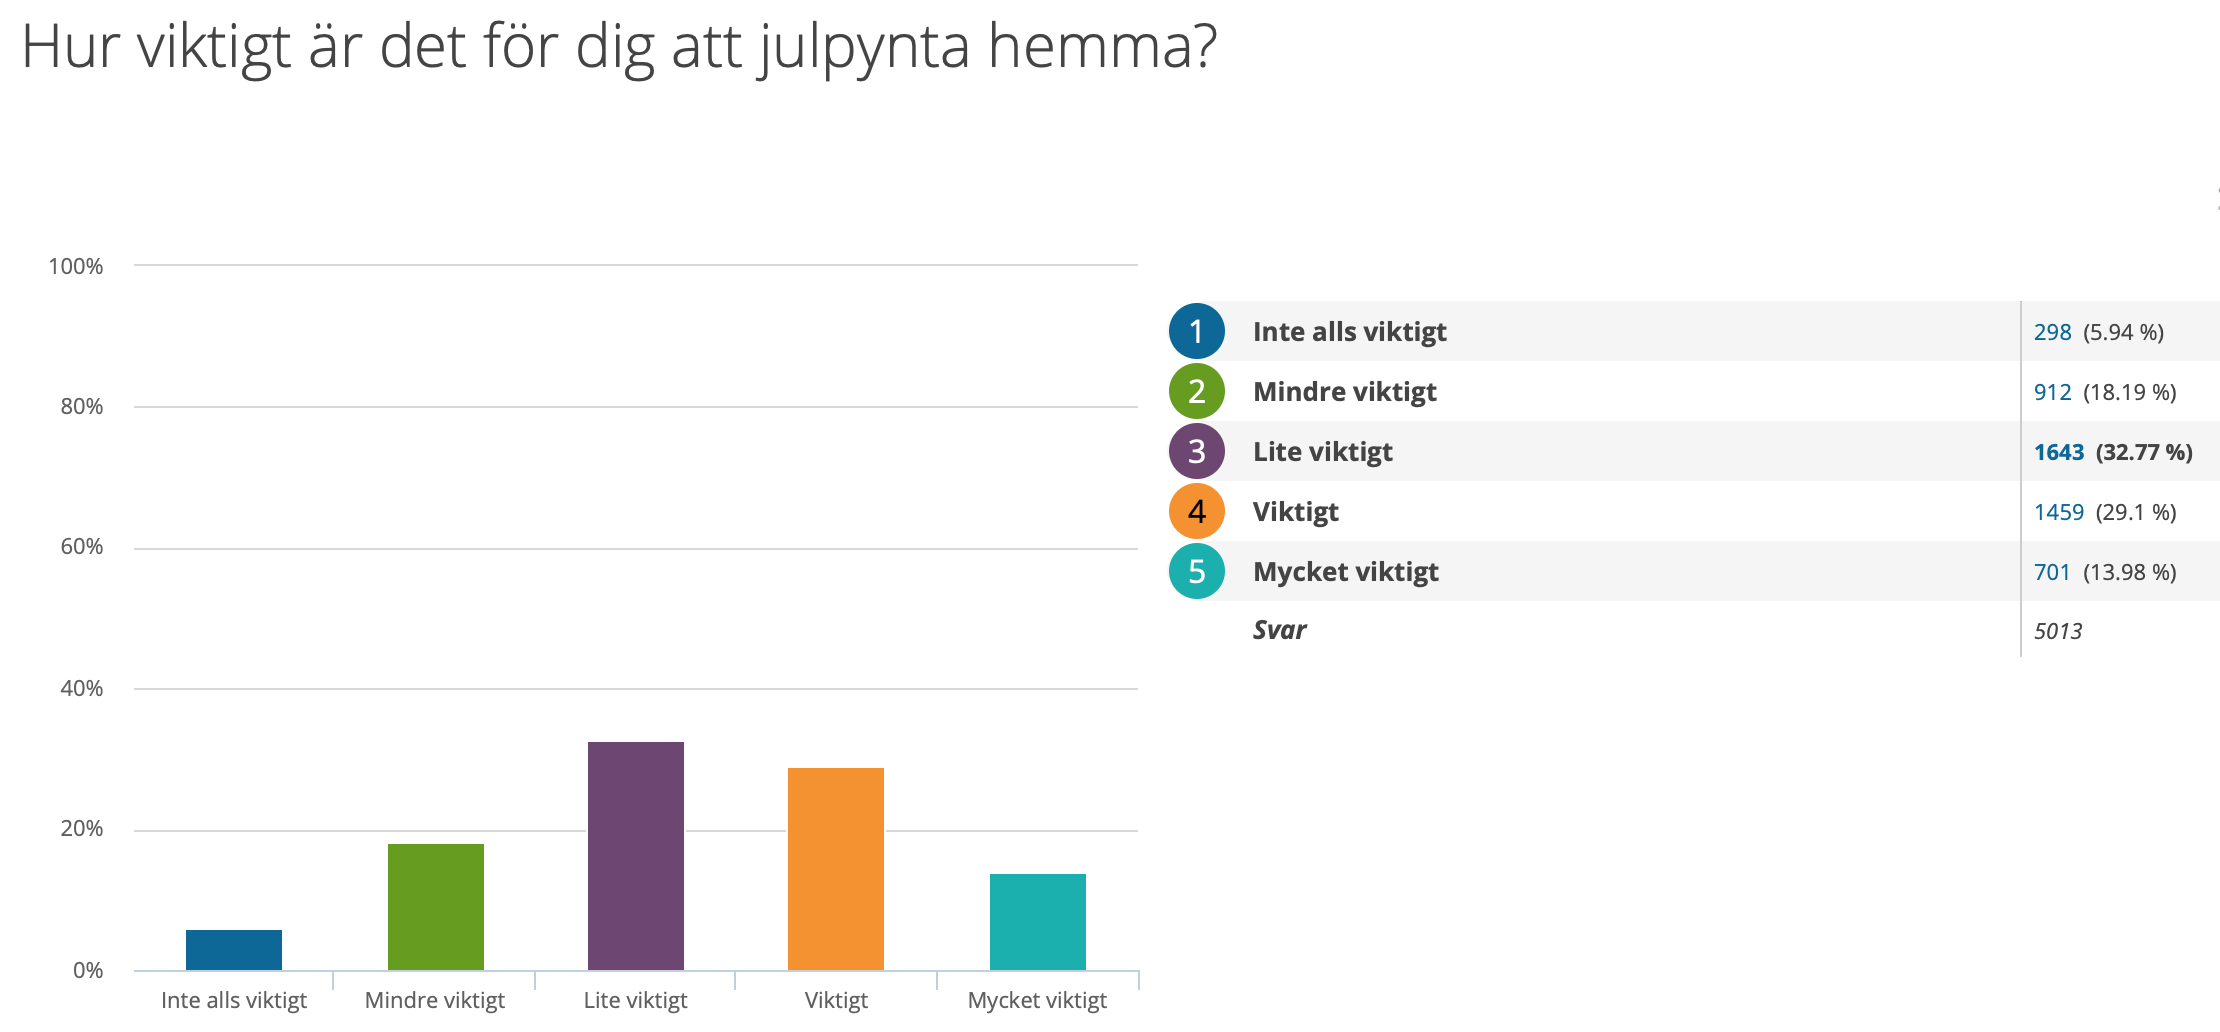 Hur viktigt är det för dig att julpynta hemma?
100%
80%
60%
40%
20%
0%
Inte alls viktigt
Mindre viktigt
Lite viktigt
Viktigt
Mycket viktigt
1 Inte alls viktigt 298 (5.94 %)
2 Mindre viktigt 912 (18.19 %)
3 Lite viktigt 1643 (32.77 %)
4 Viktigt 1459 (29.1 %)
5 Mycket viktigt 701 (13.98 %)
Svar 5013